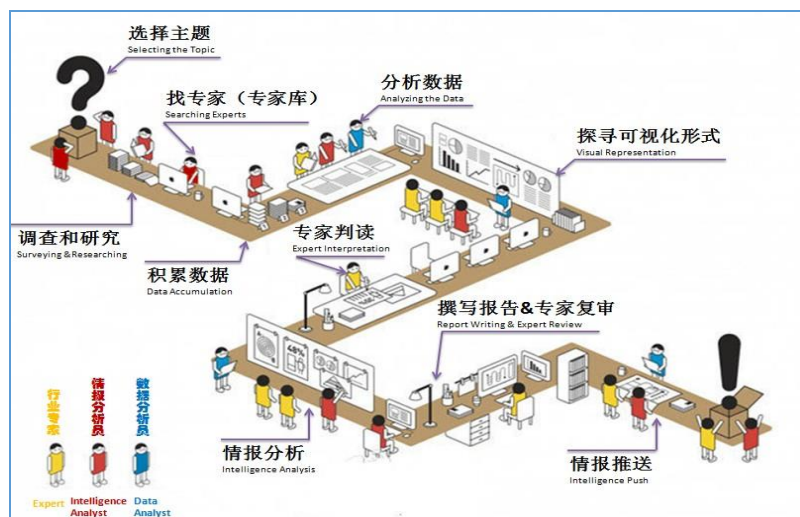 选择主题
Selecting the Topic
找专家（专家库）
Searching Experts
分析数据
Analyzing the Data
探寻可视化形式
Visual Representation
调查和研究
Surveying & Researching
积累数据
Data Accumulation
专家判读
Expert Interpretation
撰写报告&专家复审
Report Writing & Expert Review
48%
情报分析
Intelligence Analysis
情报推送
Intelligence Push
行业专家
情报分析员
数据分析员
Expert
Intelligence
Analyst
Data
Analyst